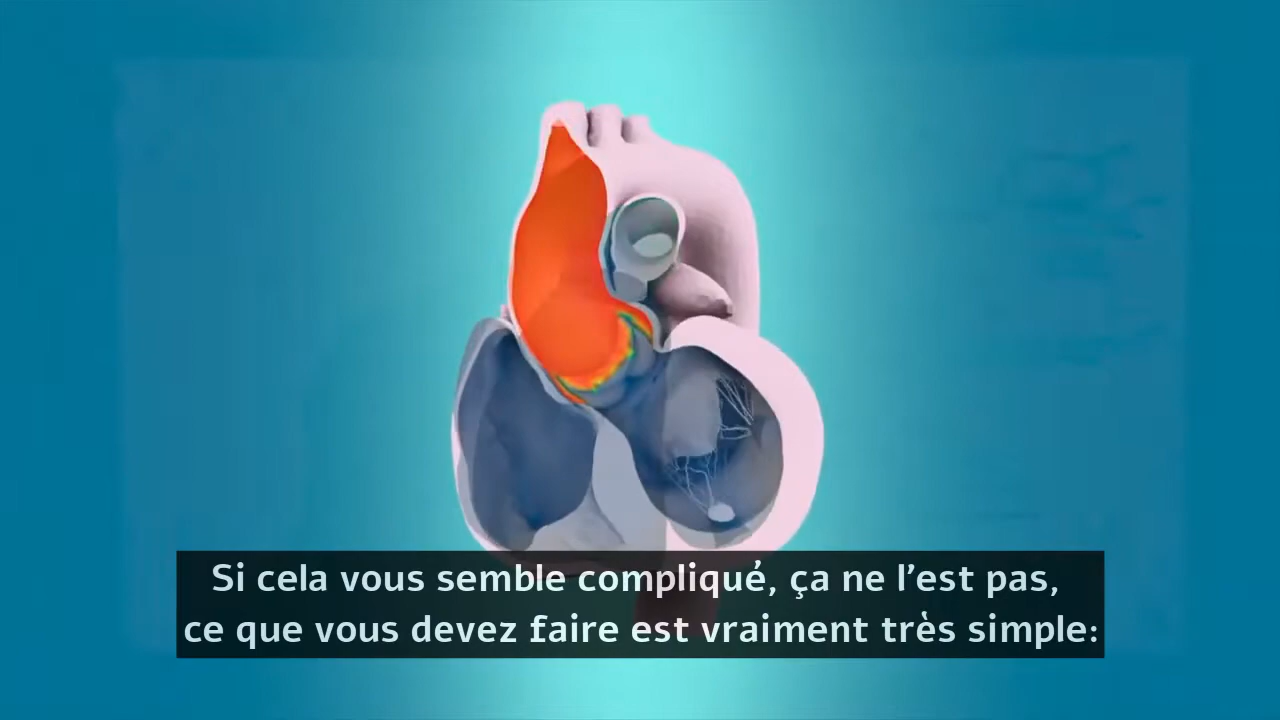 Si cela vous semble compliqué, ça ne l’est pas,
ce que vous devez faire est vraiment très simple: